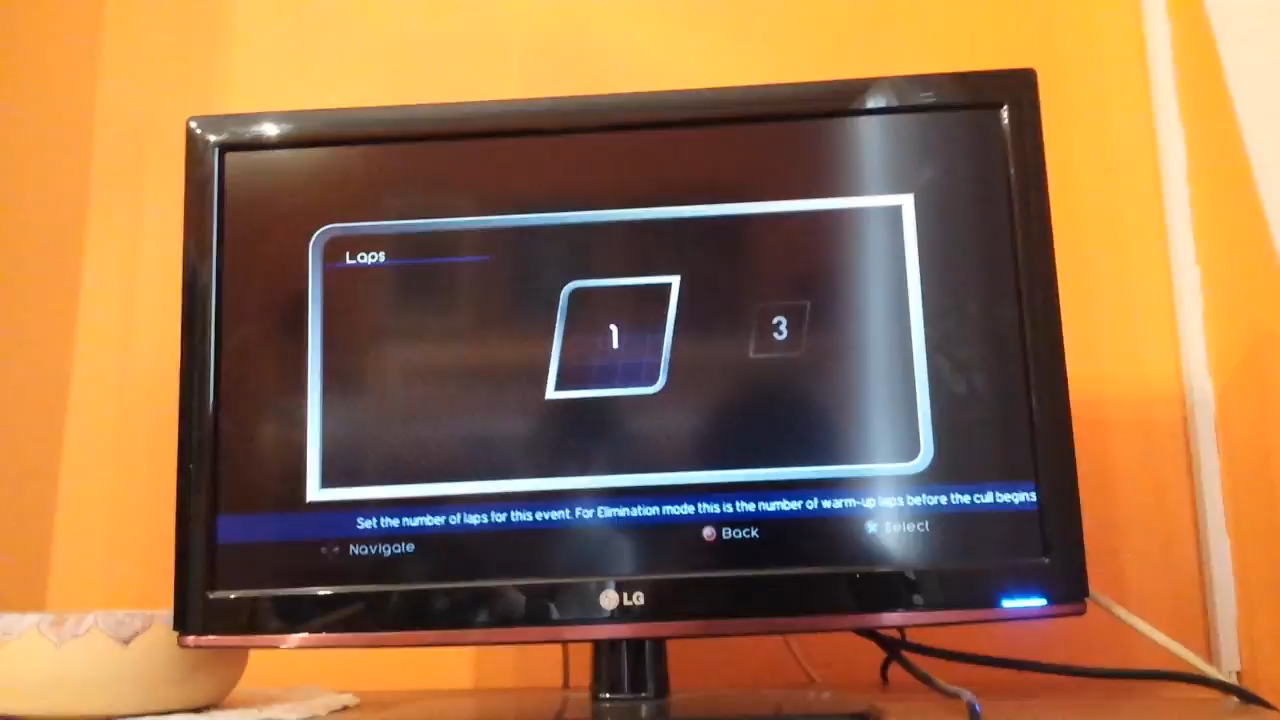 Laps
1
3
Set the number of laps for this event. For Elimination mode this is the number of warm-up laps before the cull begins
Navigate
Back
Select
LG